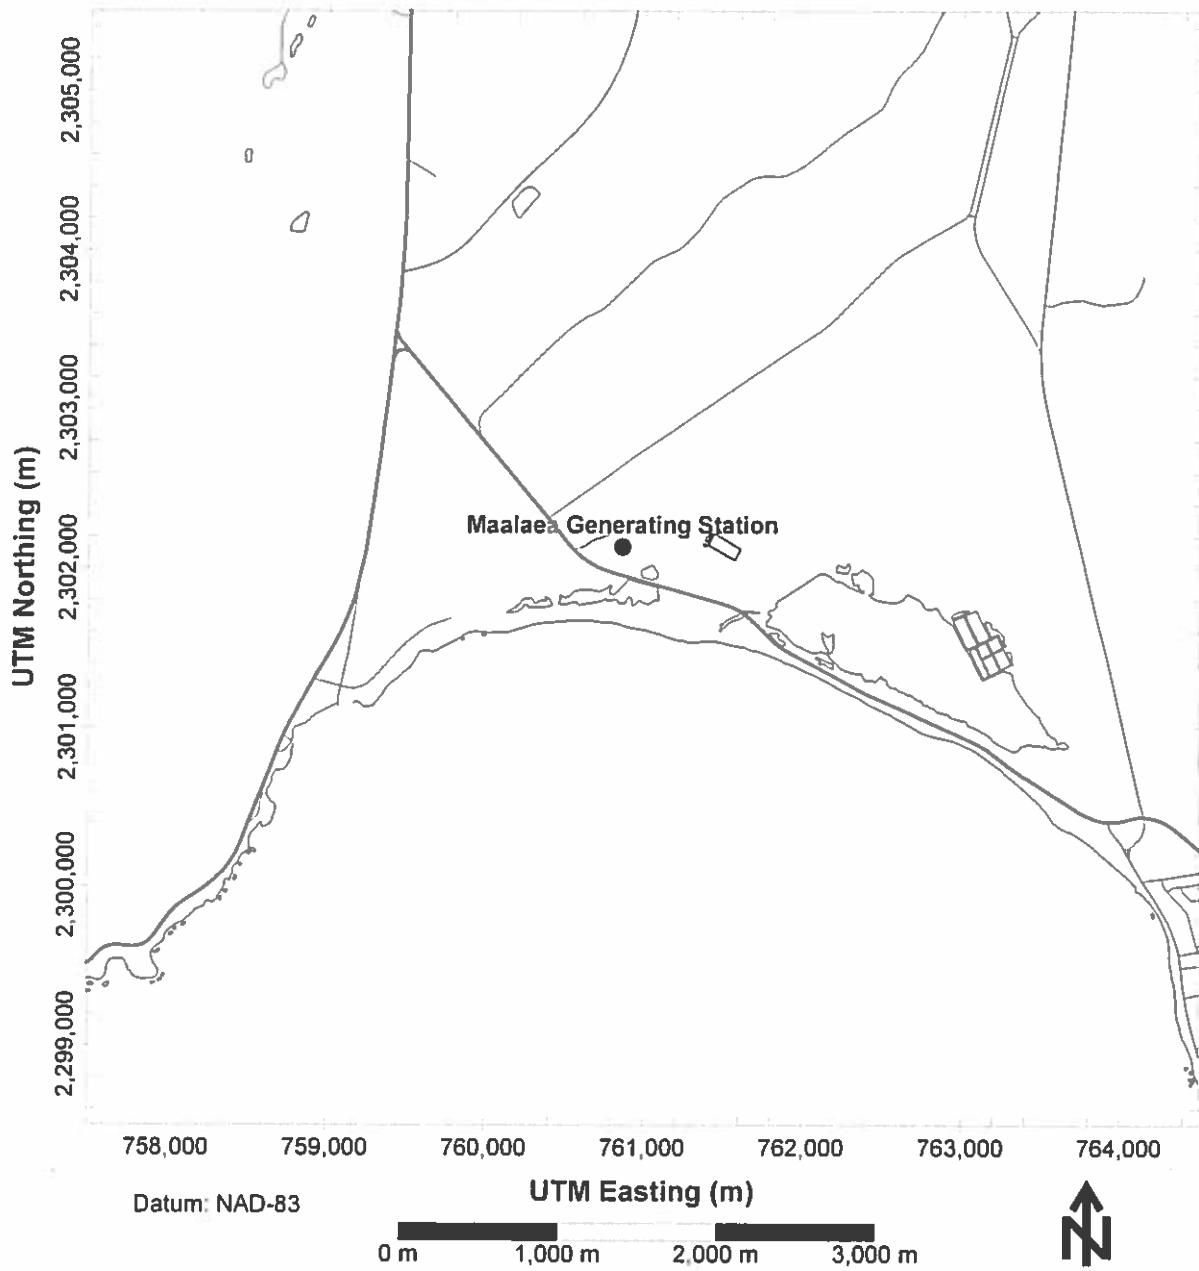 2,305,000
2,304,000
2,303,000
2,302,000
2,301,000
2,300,000
2,299,000
UTM Northing (m)
Maalaea Generating Station
758,000 759,000 760,000 761,000 762,000 763,000 764,000
UTM Easting (m)
Datum: NAD-83
0 m 1,000 m 2,000 m 3,000 m
N